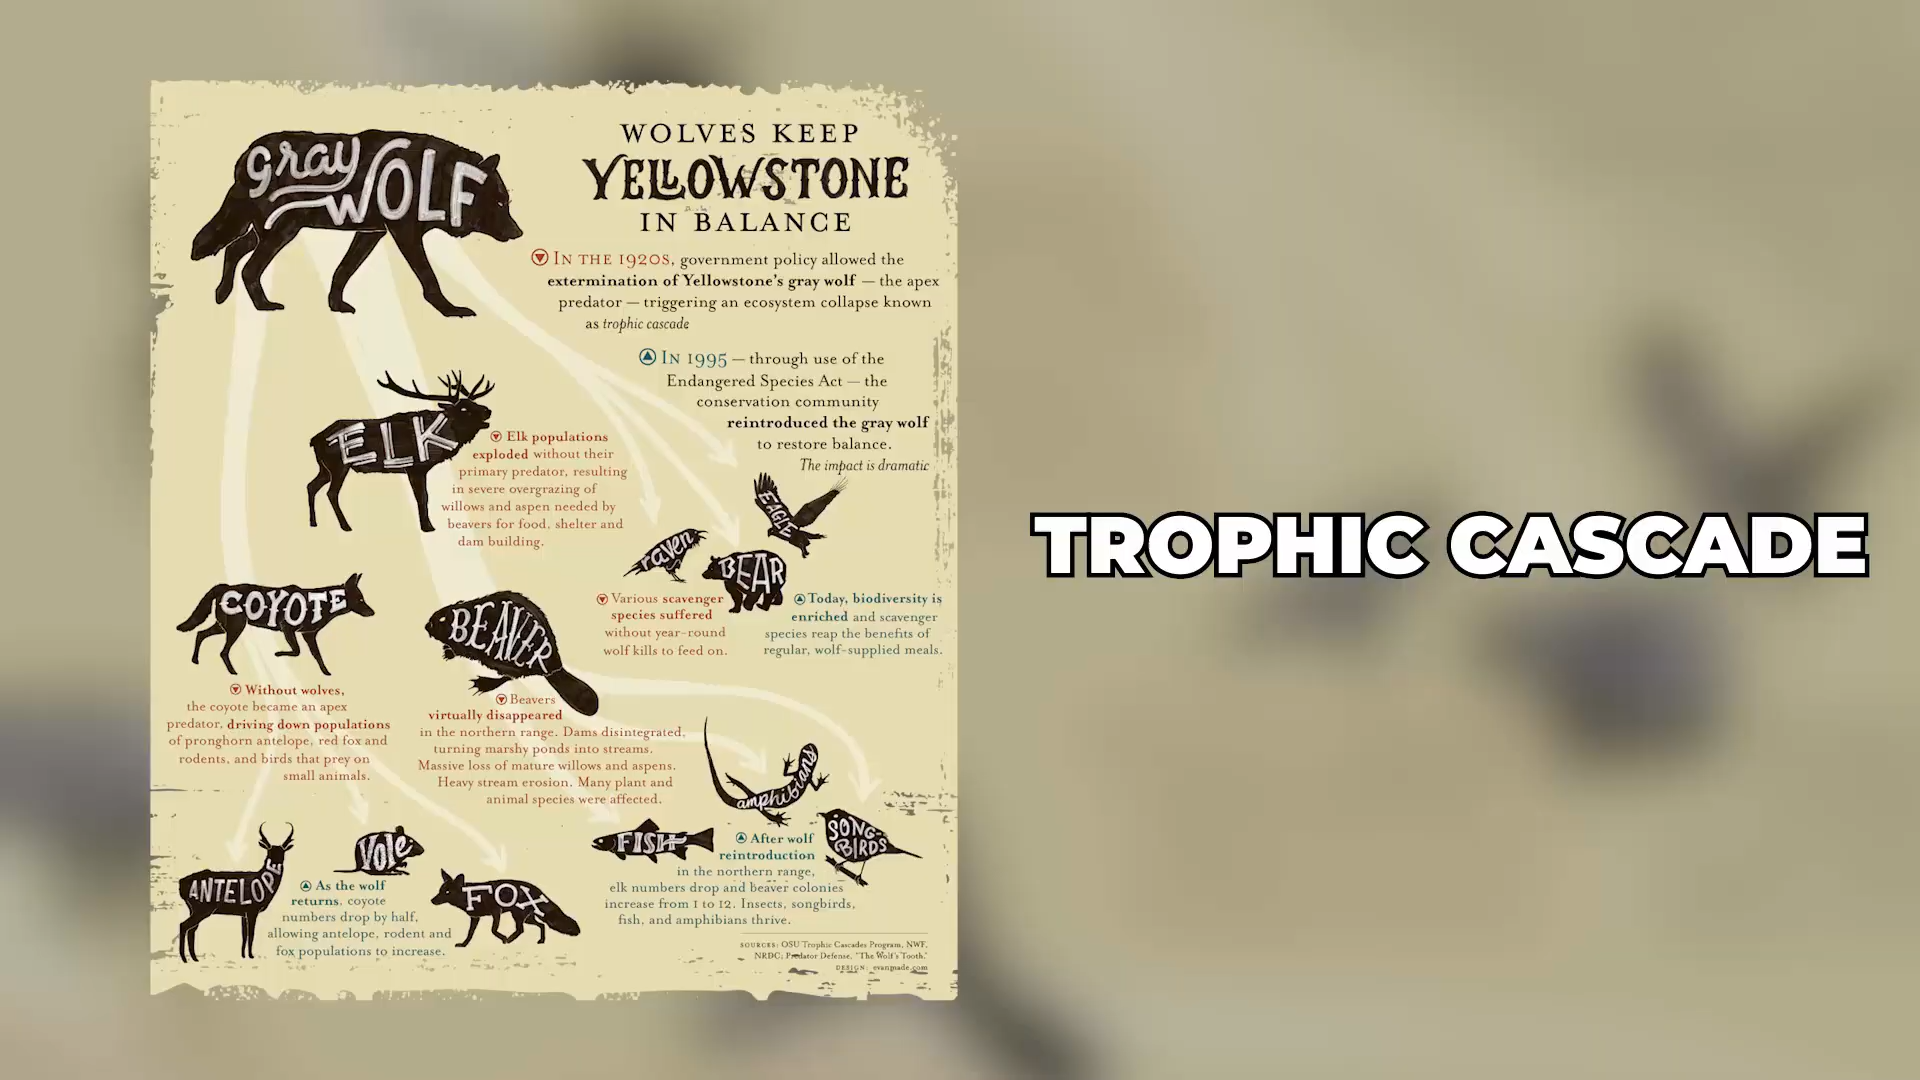 gray WOLF
WOLVES KEEP
YELLOWSTONE
IN BALANCE
IN THE 1920S, government policy allowed the
extermination of Yellowstone's gray wolf — the apex
predator — triggering an ecosystem collapse known
as trophic cascade
IN 1995 — through use of the
Endangered Species Act — the
conservation community
reintroduced the gray wolf
to restore balance.
The impact is dramatic
ELK
Elk populations
exploded without their
primary predator, resulting
in severe overgrazing of
willows and aspen needed by
beavers for food, shelter and
dam building.
EAGLE
raven
BEAR
Various scavenger
species suffered
without year-round
wolf kills to feed on.
Today, biodiversity is
enriched and scavenger
species reap the benefits of
regular, wolf-supplied meals.
COYOTE
BEAVER
Without wolves,
the coyote became an apex
predator, driving down populations
of pronghorn antelope, red fox and
rodents, and birds that prey on
small animals.
Beavers
virtually disappeared
in the northern range. Dams disintegrated,
turning marshy ponds into streams.
Massive loss of mature willows and aspens.
Heavy stream erosion. Many plant and
animal species were affected.
amphibians
SONG-
BIRDS
FISH
After wolf
reintroduction
in the northern range,
elk numbers drop and beaver colonies
increase from 1 to 12. Insects, songbirds,
fish, and amphibians thrive.
ANTELOPE
Vole
FOX
As the wolf
returns, coyote
numbers drop by half,
allowing antelope, rodent and
fox populations to increase.
SOURCES: OSU Trophic Cascades Program, NWF,
NRDC; Predator Defense, "The Wolf's Tooth."
DESIGN: evanwade.com
TROPHIC CASCADE